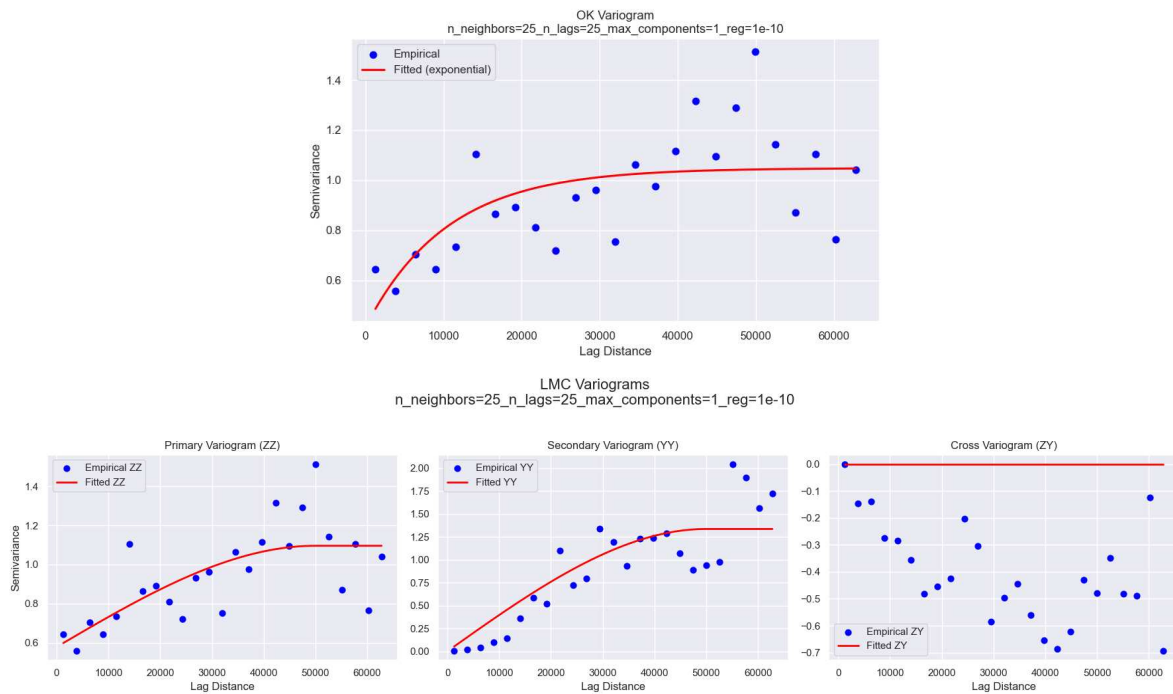 OK Variogram
n_neighbors=25_n_lags=25_max_components=1_reg=1e-10
Empirical
Fitted (exponential)
1.4
1.2
1.0
0.8
0.6
Semivariance
0
10000
20000
30000
40000
50000
60000
Lag Distance
LMC Variograms
n_neighbors=25_n_lags=25_max_components=1_reg=1e-10
Primary Variogram (ZZ)
Empirical ZZ
Fitted ZZ
1.4
1.2
1.0
0.8
0.6
Semivariance
0
10000
20000
30000
40000
50000
60000
Lag Distance
Secondary Variogram (YY)
Empirical YY
Fitted YY
2.00
1.75
1.50
1.25
1.00
0.75
0.50
0.25
0.00
0
10000
20000
30000
40000
50000
60000
Lag Distance
Cross Variogram (ZY)
0.0
−0.1
−0.2
−0.3
−0.4
−0.5
−0.6
−0.7
Empirical ZY
Fitted ZY
0
10000
20000
30000
40000
50000
60000
Lag Distance